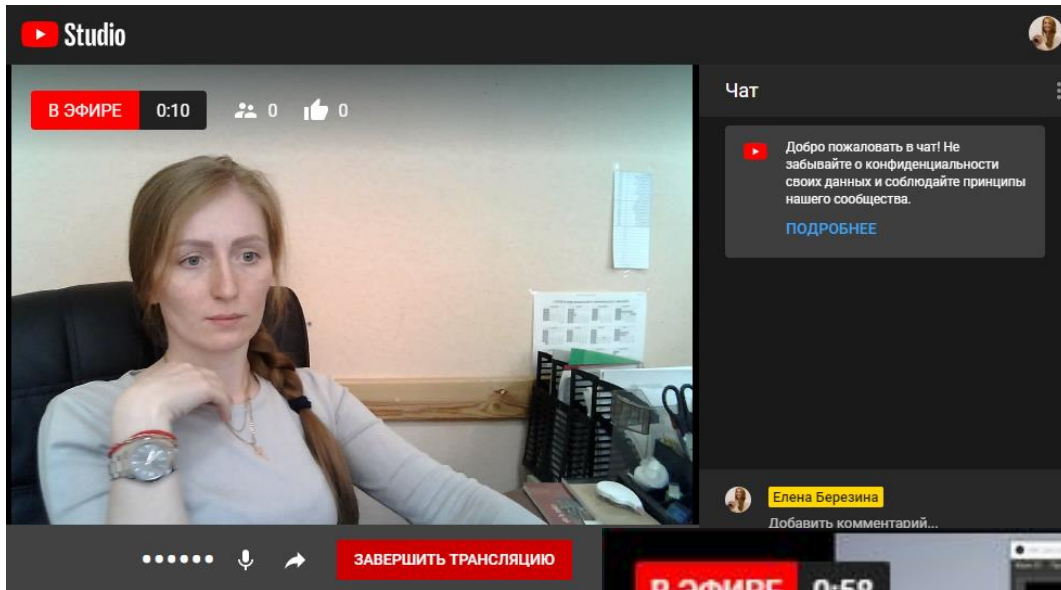 Studio
В ЭФИРЕ 0:10 0 0
Чат
Добро пожаловать в чат! Не
забывайте о конфиденциальности
своих данных и соблюдайте принципы
нашего сообщества.
ПОДРОБНЕЕ
Елена Березина
Добавить комментарий...
ЗАВЕРШИТЬ ТРАНСЛЯЦИЮ
В ЭФИРЕ 0:58